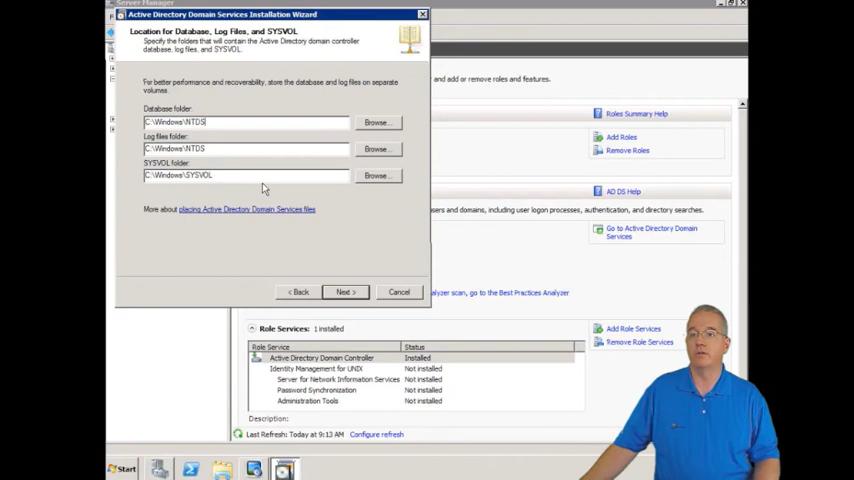 Server Manager
Active Directory Domain Services Installation Wizard
Location for Database, Log Files, and SYSVOL
Specify the folders that will contain the Active Directory domain controller
database, log files, and SYSVOL.
For better performance and recoverability, store the database and log files on separate
volumes.
Database folder:
C:\Windows\NTDS
Browse...
Log files folder:
C:\Windows\NTDS
Browse...
SYSVOL folder:
C:\Windows\SYSVOL
Browse...
More about placing Active Directory Domain Services files
< Back
Next >
Cancel
and add or remove roles and features.
Roles Summary Help
Add Roles
Remove Roles
AD DS Help
users and domains, including user logon processes, authentication, and directory searches.
Go to Active Directory Domain
Services
alyzer scan, go to the Best Practices Analyzer
Role Services: 1 installed
Add Role Services
Remove Role Services
Role Service Status
Active Directory Domain Controller Installed
Identity Management for UNIX Not installed
Server for Network Information Services Not installed
Password Synchronization Not installed
Administration Tools Not installed
Description:
Last Refresh: Today at 9:13 AM Configure refresh
Start